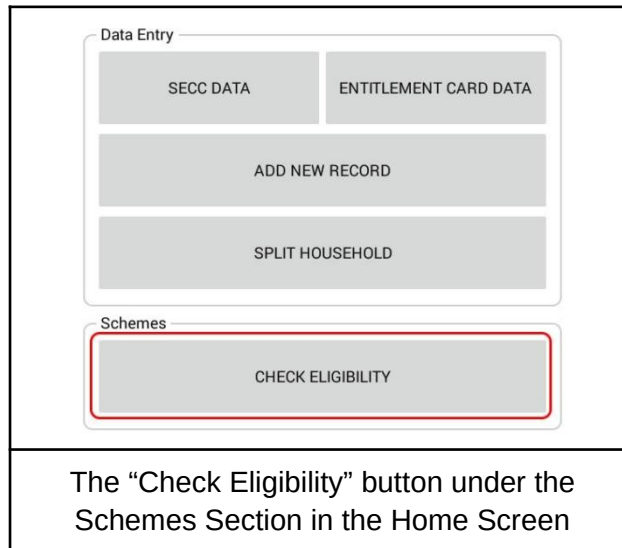 Data Entry
SECC DATA
ENTITLEMENT CARD DATA
ADD NEW RECORD
SPLIT HOUSEHOLD
Schemes
CHECK ELIGIBILITY
The “Check Eligibility” button under the
Schemes Section in the Home Screen